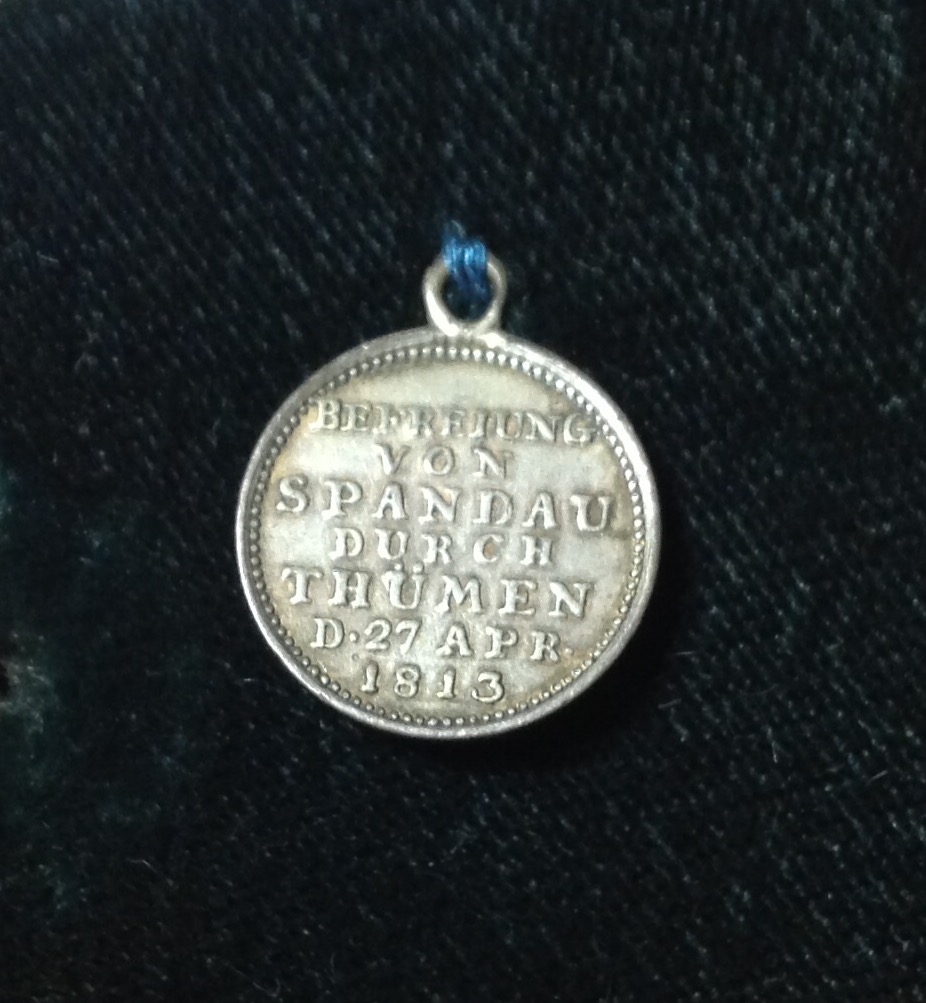 BEFREIUNG
VON
SPANDAU
DURCH
THÜMEN
D·27 APR·
1813